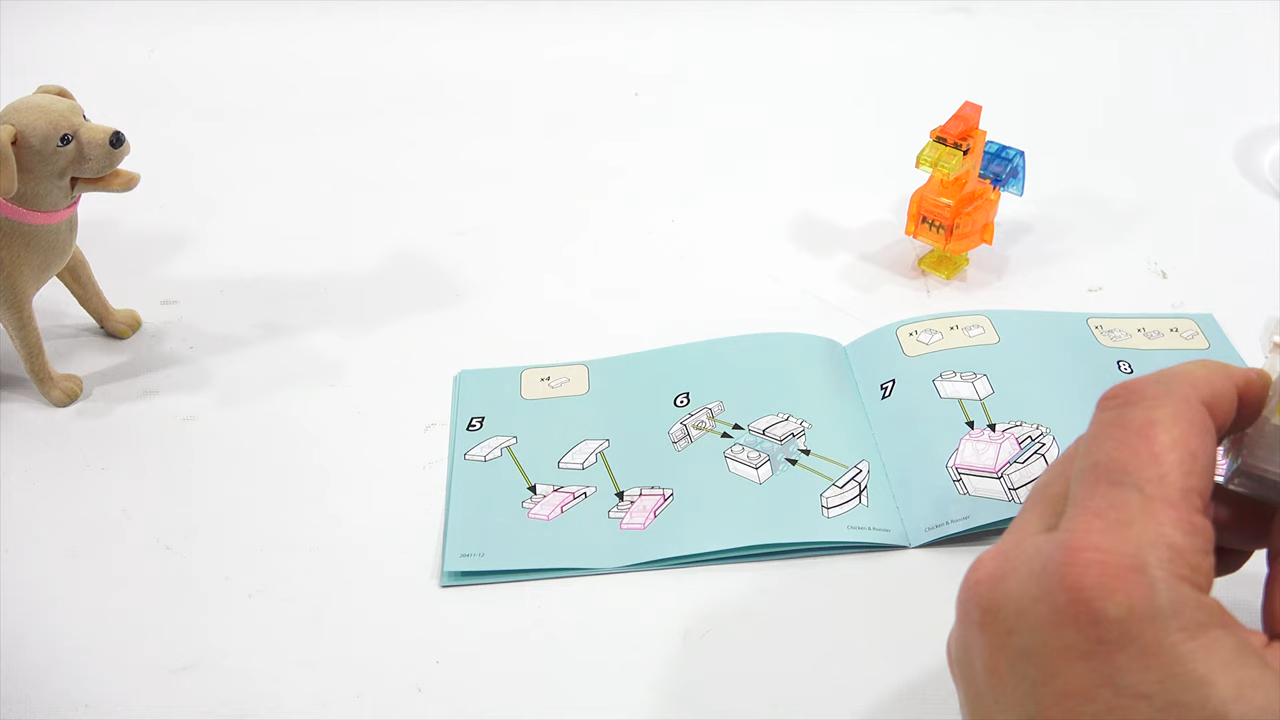 x4
5
6
20411-12
Chicken & Rooster
x1 x1
7
Chicken & Rooster
x1 x1 x2
8